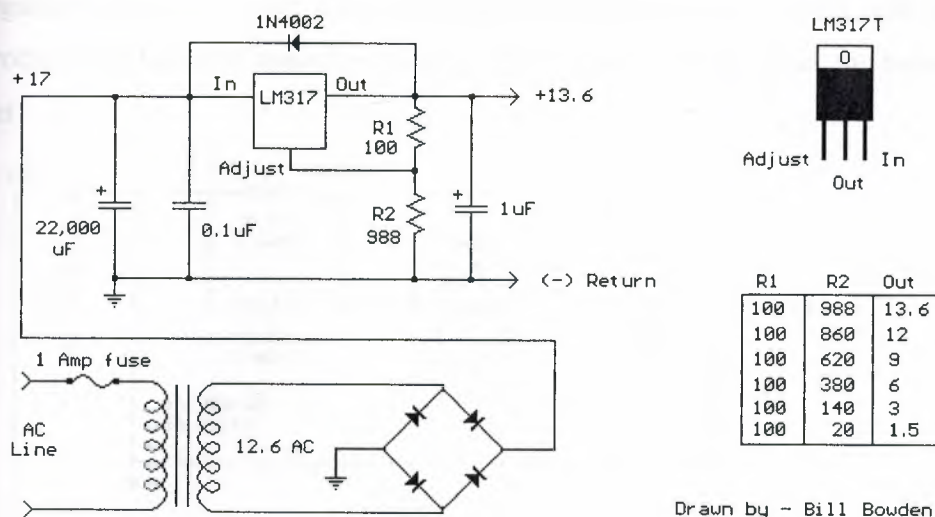 1N4002
LM317T
O
+17
In
LM317
Out
+13.6
R1
100
Adjust
R2
988
+
22,000
uF
0.1uF
+
1uF
(-) Return
Adjust
In
Out
R1 R2 Out
100 988 13.6
100 860 12
100 620 9
100 380 6
100 140 3
100 20 1.5
1 Amp fuse
AC
Line
12.6 AC
Drawn by - Bill Bowden